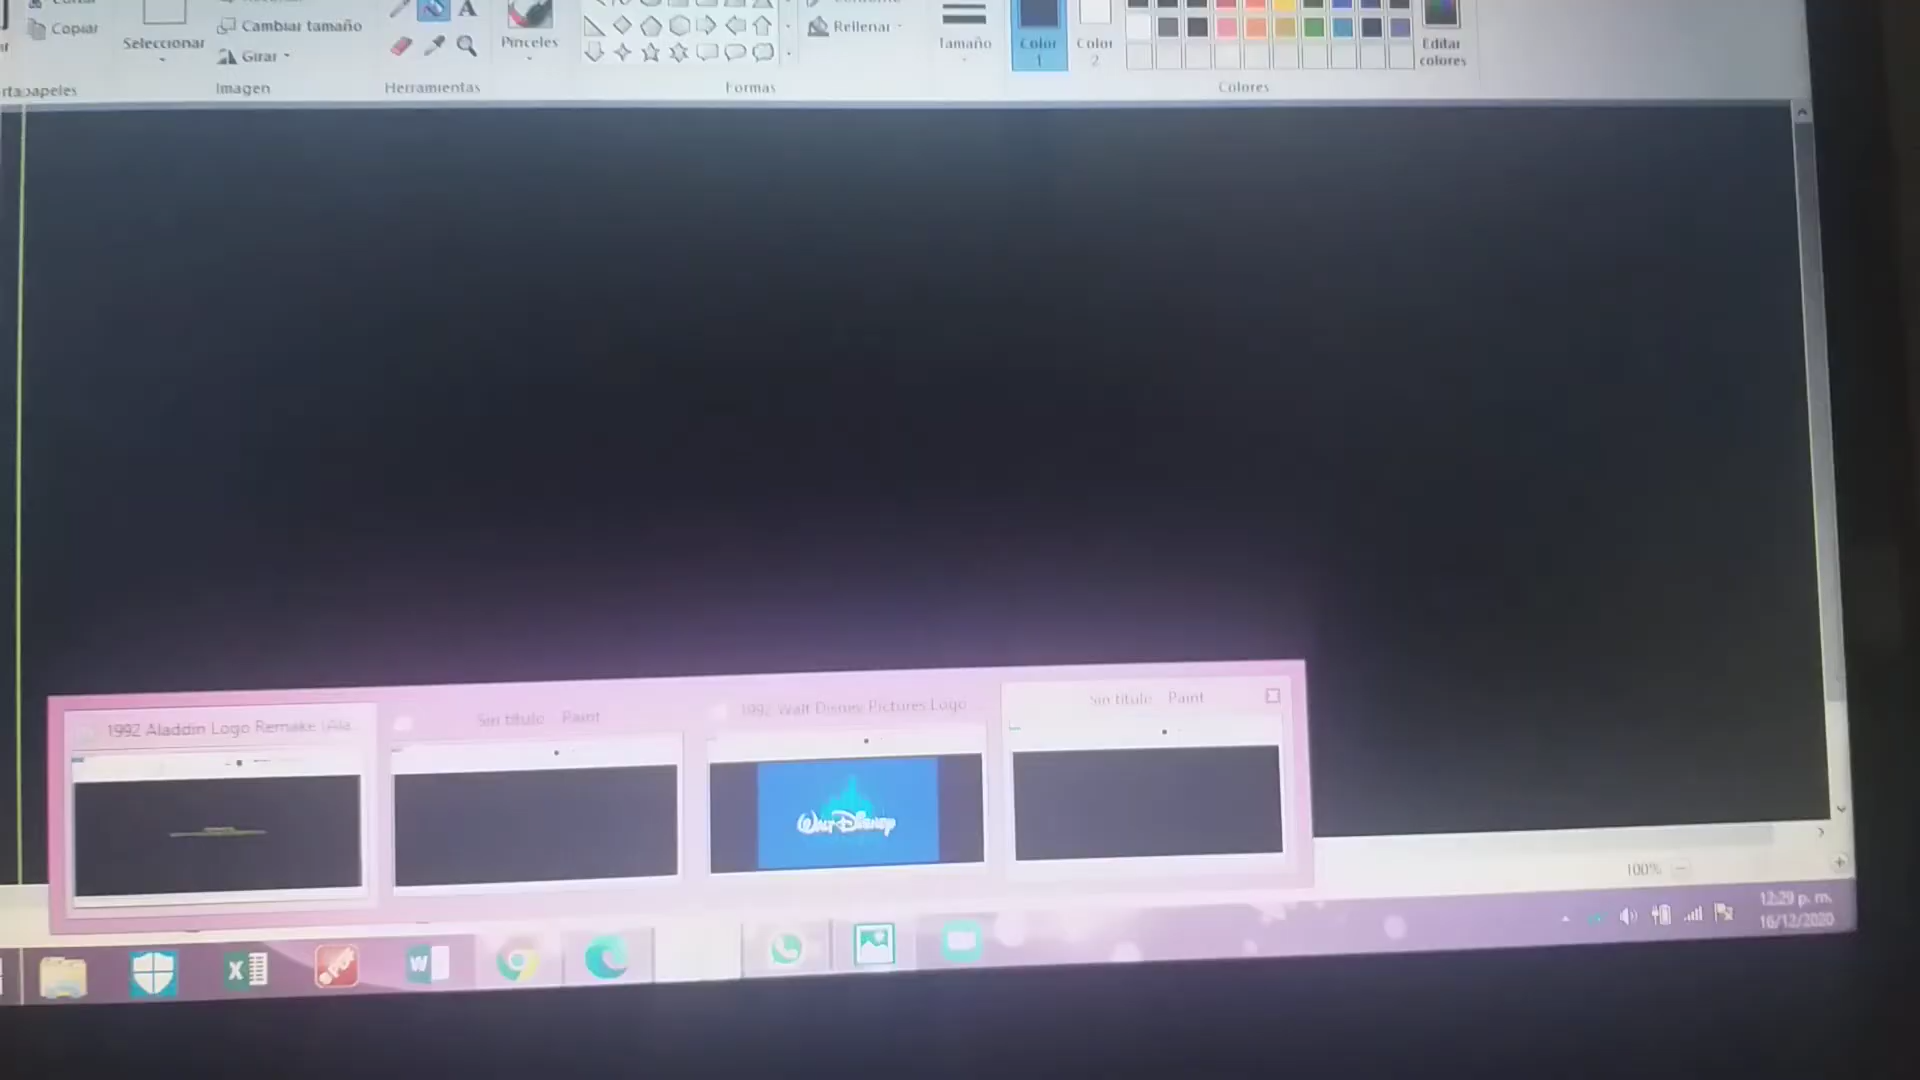 Copiar
Seleccionar
Cambiar tamaño
Girar
Imagen
Herramientas
A
Pinceles
Formas
Rellenar
Tamaño
Color
1
Color
2
Editar
colores
Colores
1992 Aladdin Logo Remake (Ala...
Sin título - Paint
1992 Walt Disney Pictures Logo
Sin título - Paint
WALT DISNEY
100%
12:29 p. m.
16/12/2020